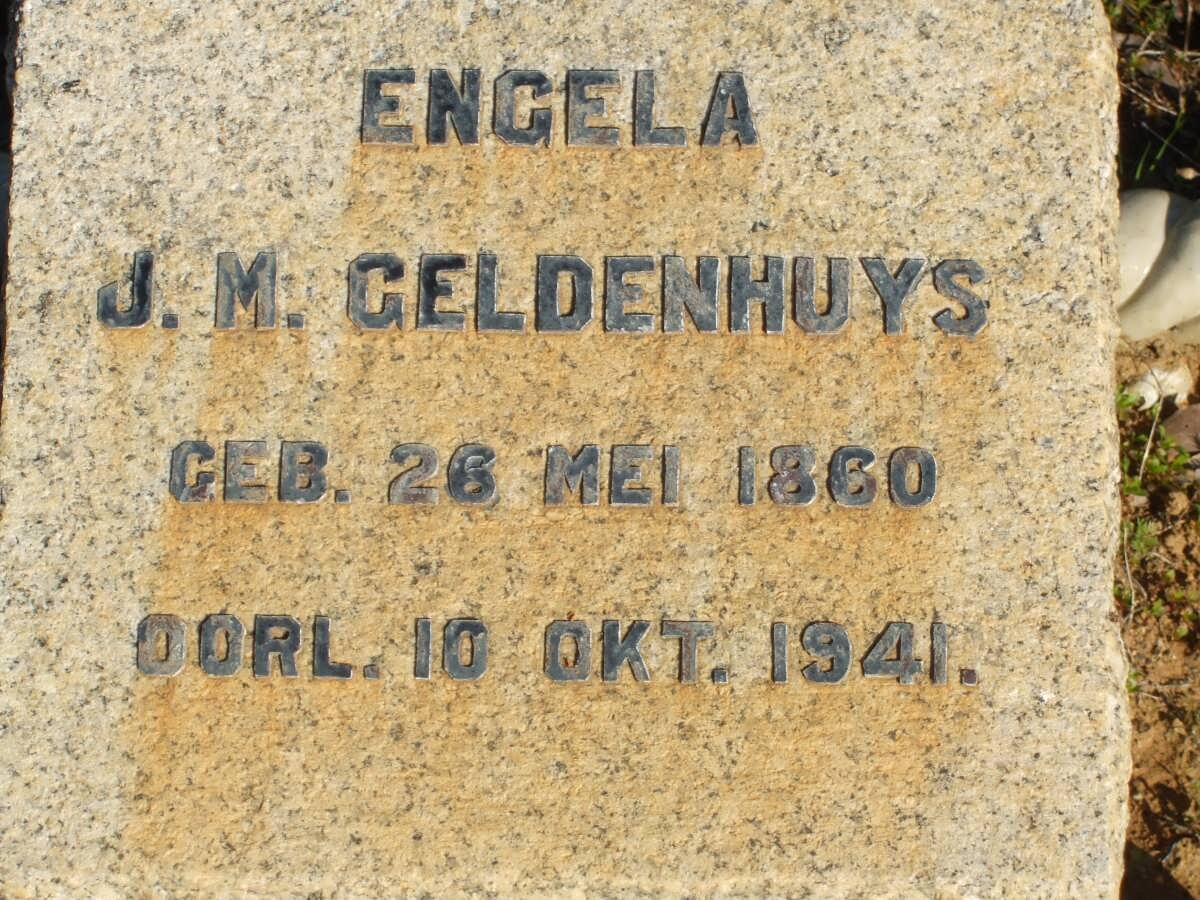 ENGELA
J. M. GELDENHUYS
GEB. 26 MEI 1860
OORL. 10 OKT. 1941.